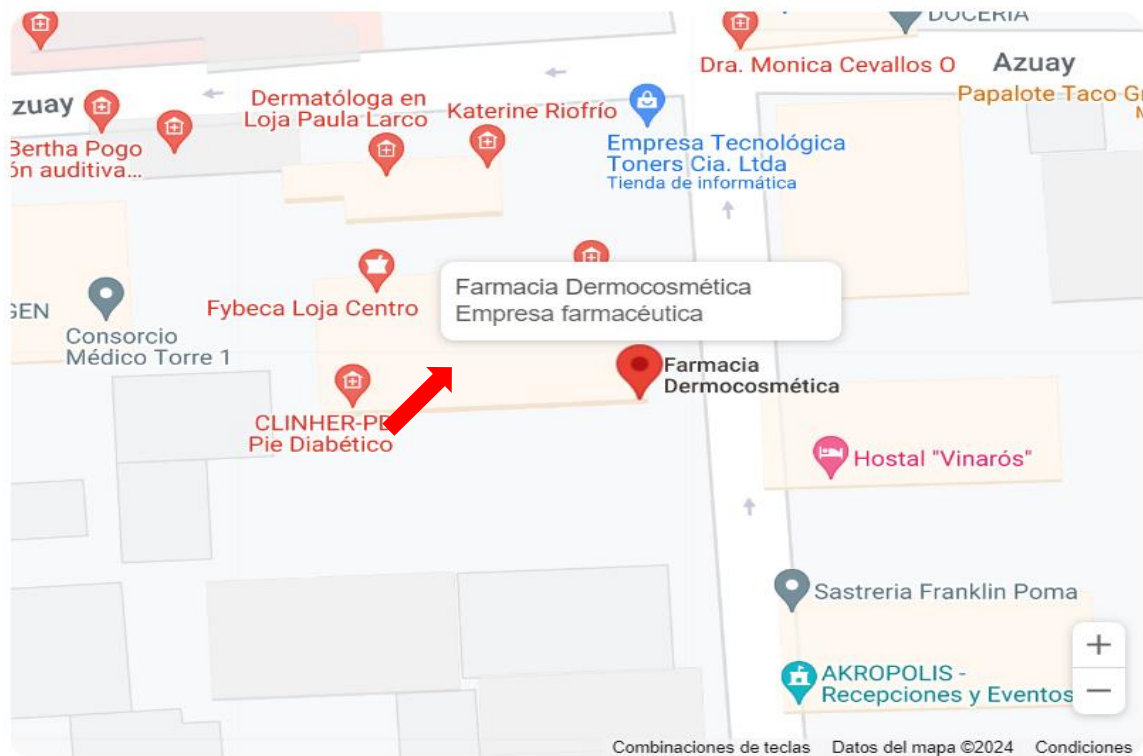 DOCERIA
Dra. Monica Cevallos O
Azuay
zuay
Dermatóloga en
Loja Paula Larco
Katerine Riofrío
Papalote Taco G
Bertha Pogo
ón auditiva...
Empresa Tecnológica
Toners Cia. Ltda
Tienda de informática
Fybeca Loja Centro
Farmacia Dermocosmética
Empresa farmacéutica
GEN
Consorcio
Médico Torre 1
Farmacia
Dermocosmética
CLINHER-P
Pie Diabético
Hostal "Vinarós"
Sastreria Franklin Poma
AKROPOLIS -
Recepciones y Eventos
+
−
Combinaciones de teclas Datos del mapa ©2024 Condiciones